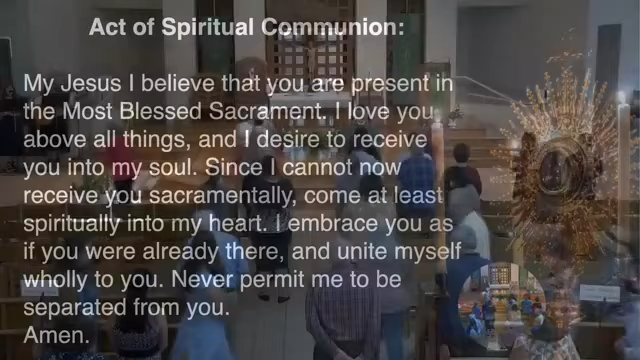 Act of Spiritual Communion:
My Jesus I believe that you are present in
the Most Blessed Sacrament. I love you
above all things, and I desire to receive
you into my soul. Since I cannot now
receive you sacramentally, come at least
spiritually into my heart. I embrace you as
if you were already there, and unite myself
wholly to you. Never permit me to be
separated from you.
Amen.